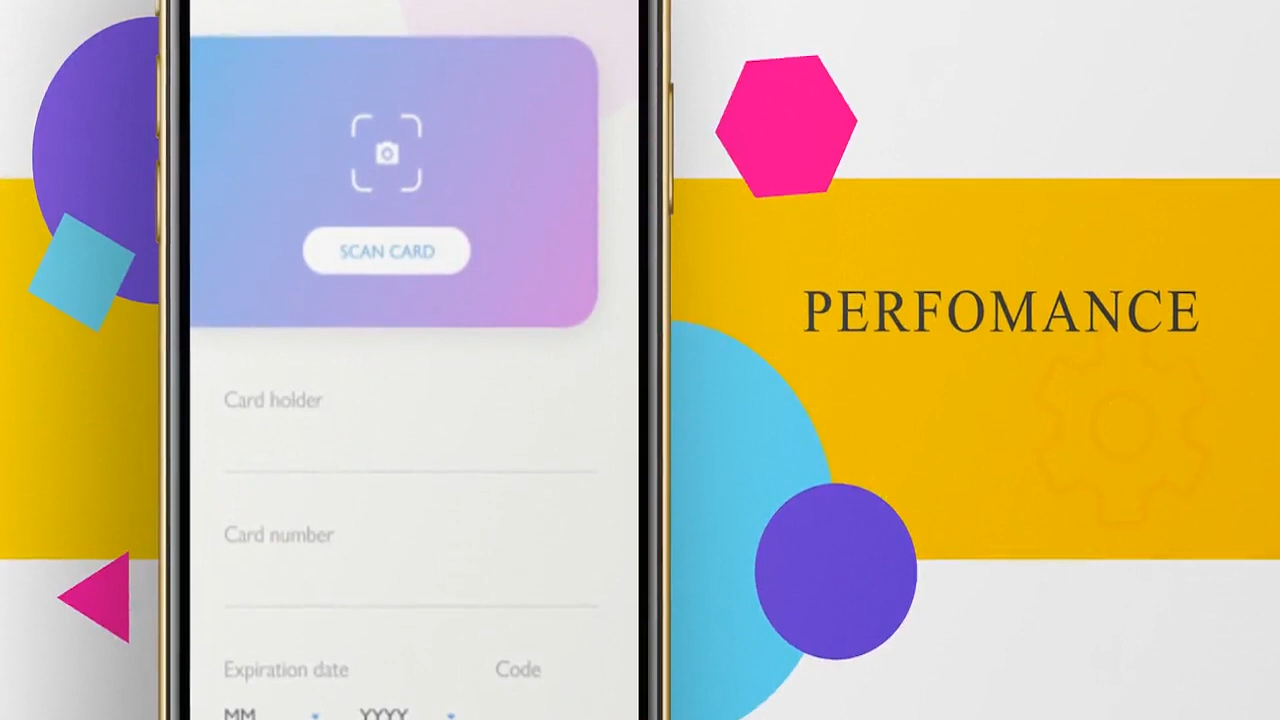 SCAN CARD
Card holder
Card number
Expiration date Code
MM YYYY
PERFOMANCE